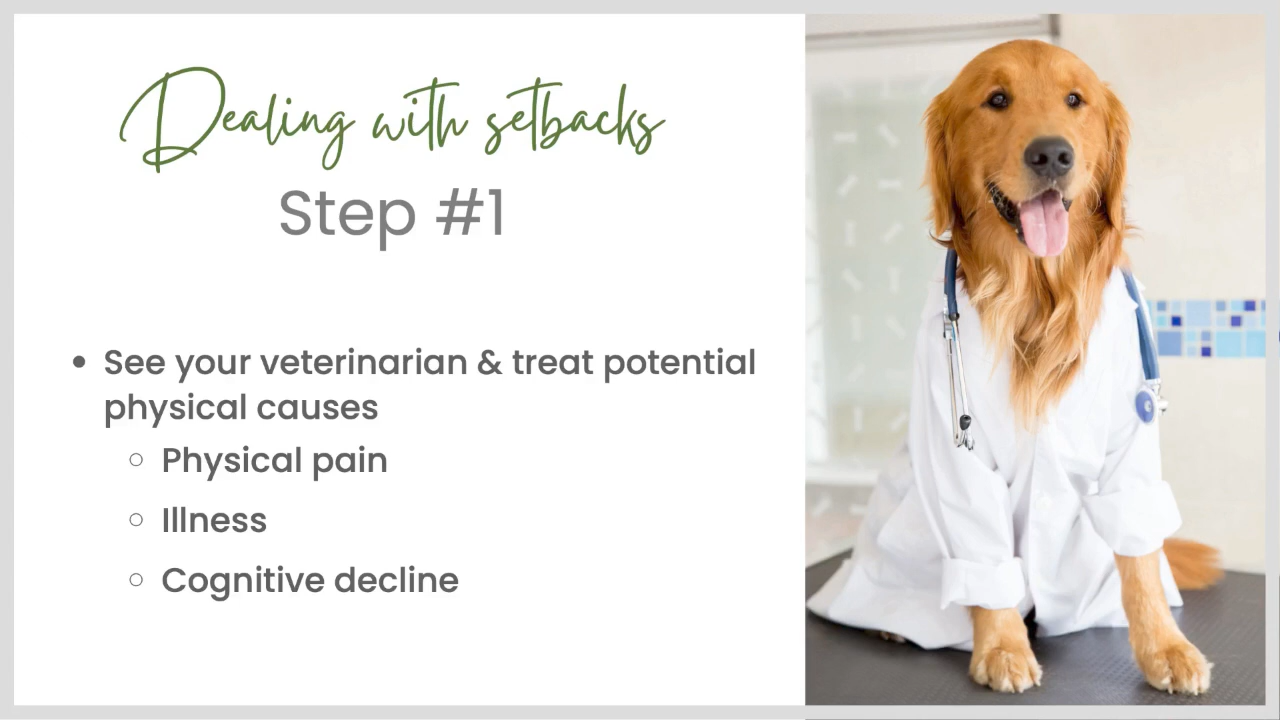 Dealing with setbacks
Step #1
• See your veterinarian & treat potential
physical causes
○ Physical pain
○ Illness
○ Cognitive decline